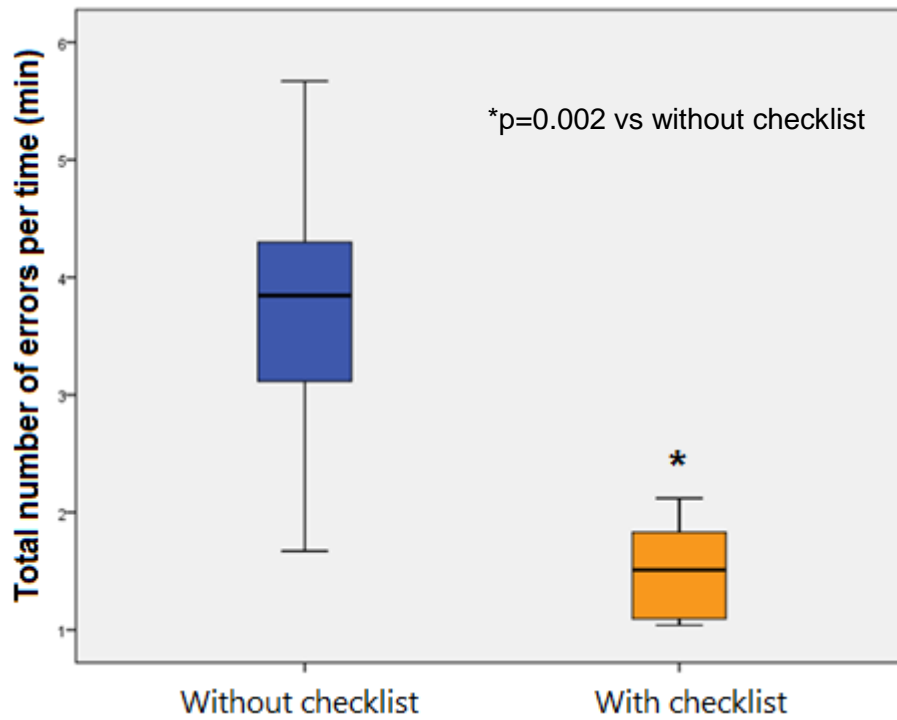 Total number of errors per time (min)
6
5
4
3
2
1
*p=0.002 vs without checklist
*
Without checklist
With checklist